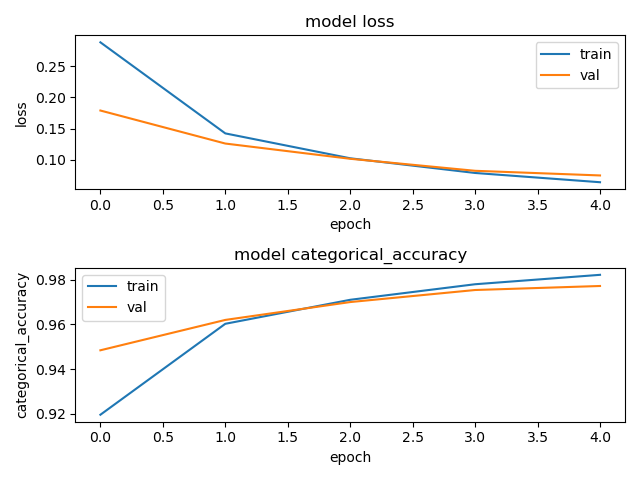 model loss
0.25
0.20
0.15
0.10
loss
train
val
0.0 0.5 1.0 1.5 2.0 2.5 3.0 3.5 4.0
epoch
model categorical_accuracy
0.98
0.96
0.94
0.92
categorical_accuracy
train
val
0.0 0.5 1.0 1.5 2.0 2.5 3.0 3.5 4.0
epoch